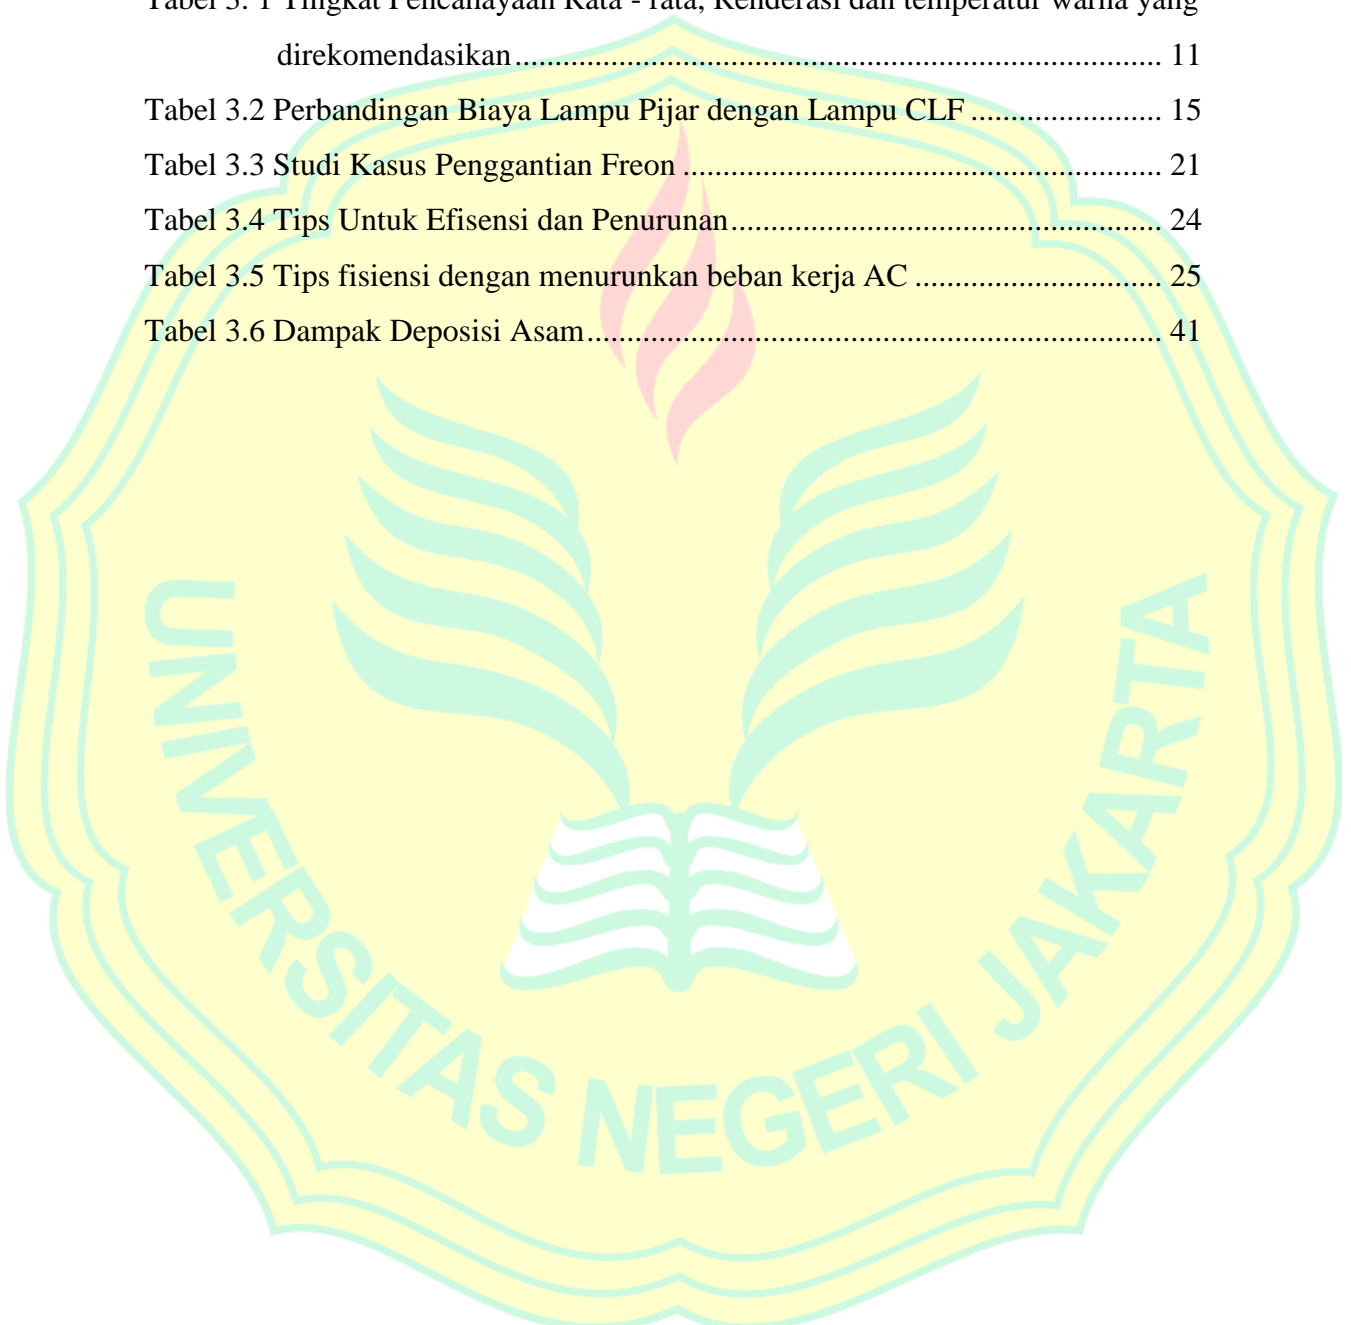 Tabel 3. 1 Tingkat Pencahayaan Rata - rata, Renderasi dan temperatur warna yang
direkomendasikan.................................................................................. 11
Tabel 3.2 Perbandingan Biaya Lampu Pijar dengan Lampu CLF ........................ 15
Tabel 3.3 Studi Kasus Penggantian Freon ............................................................. 21
Tabel 3.4 Tips Untuk Efisensi dan Penurunan....................................................... 24
Tabel 3.5 Tips fisiensi dengan menurunkan beban kerja AC ............................... 25
Tabel 3.6 Dampak Deposisi Asam......................................................................... 41
UNIVERSITAS NEGERI JAKARTA